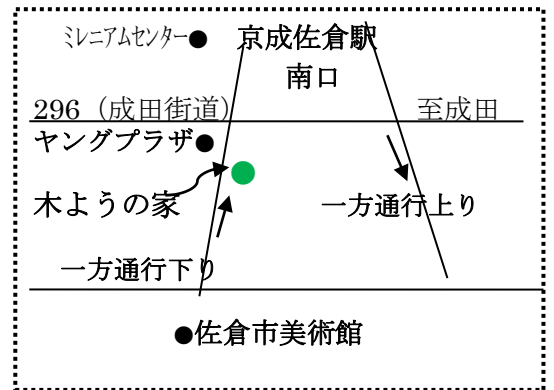 ミレニアムセンター● 京成佐倉駅
南口
296（成田街道） 至成田
ヤングプラザ●
木ようの家 一方通行上り
一方通行下り
●佐倉市美術館